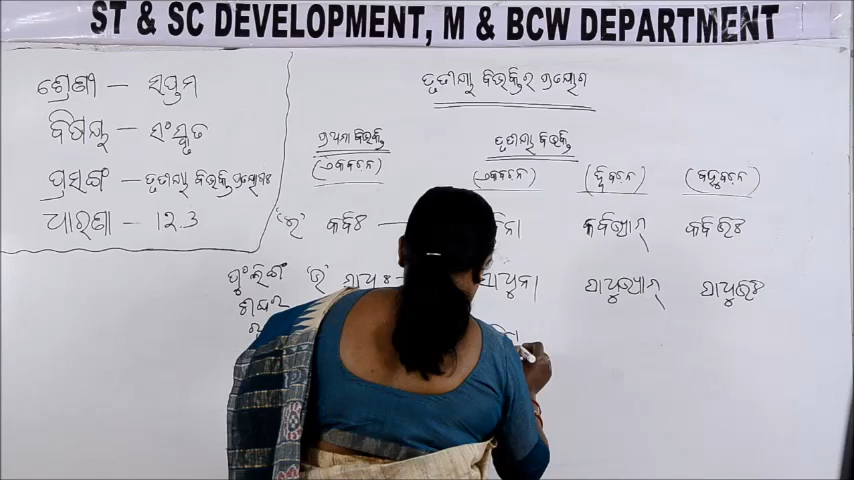 ST & SC DEVELOPMENT, M & BCW DEPARTMENT
ଶ୍ରେଣୀ – ସପ୍ତମ
ବିଷୟ – ସଂସ୍କୃତ
ପ୍ରସଙ୍ଗ – ତୃତୀୟା ବିଭକ୍ତି ପ୍ରୟୋଗଃ
ଧାରଣା – ୧୨.3
ତୃତୀୟା ବିଭକ୍ତିର ପ୍ରୟୋଗ
ପ୍ରଥମା ବିଭକ୍ତି ତୃତୀୟା ବିଭକ୍ତି
(ଏକବଚନ) (ଏକବଚନ) (ଦ୍ୱିବଚନ) (ବହୁବଚନ)
'ଇ' କବିଃ – ନା କବିଭ୍ୟାମ୍ କବିଭିଃ
ପୁଂଲିଙ୍ଗ 'ଉ' ସାଧୁଃ – ସାଧୁନା ସାଧୁଭ୍ୟାମ୍ ସାଧୁଭିଃ